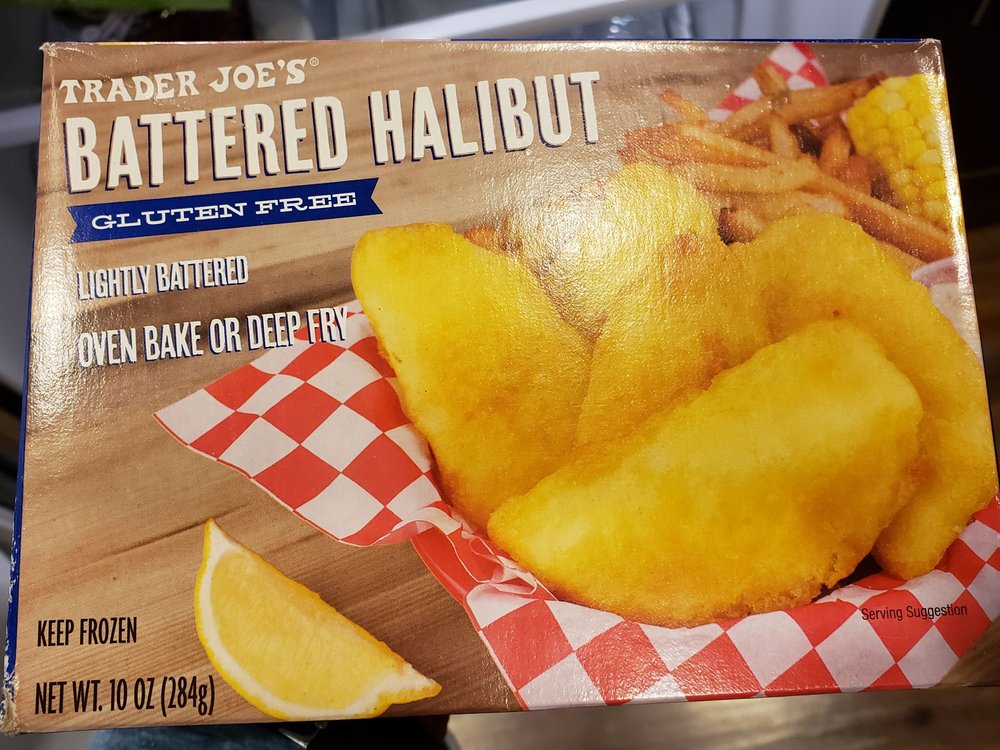 TRADER JOE'S®
BATTERED HALIBUT
GLUTEN FREE
LIGHTLY BATTERED
OVEN BAKE OR DEEP FRY
Serving Suggestion
KEEP FROZEN
NET WT. 10 OZ (284g)